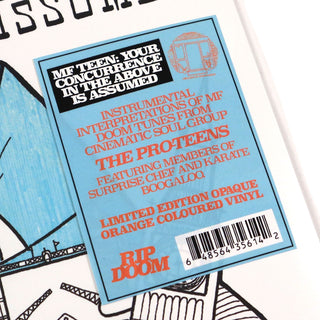 ISSUM
MF TEEN: YOUR
CONCURRENCE
IN THE ABOVE
IS ASSUMED
INSTRUMENTAL
INTERPRETATIONS OF MF
DOOM TUNES FROM
CINEMATIC SOUL GROUP
THE PRO-TEENS
FEATURING MEMBERS OF
SURPRISE CHEF AND KARATE
BOOGALOO
LIMITED EDITION OPAQUE
ORANGE COLOURED VINYL
RIP
DOOM
6 48564 35614 2